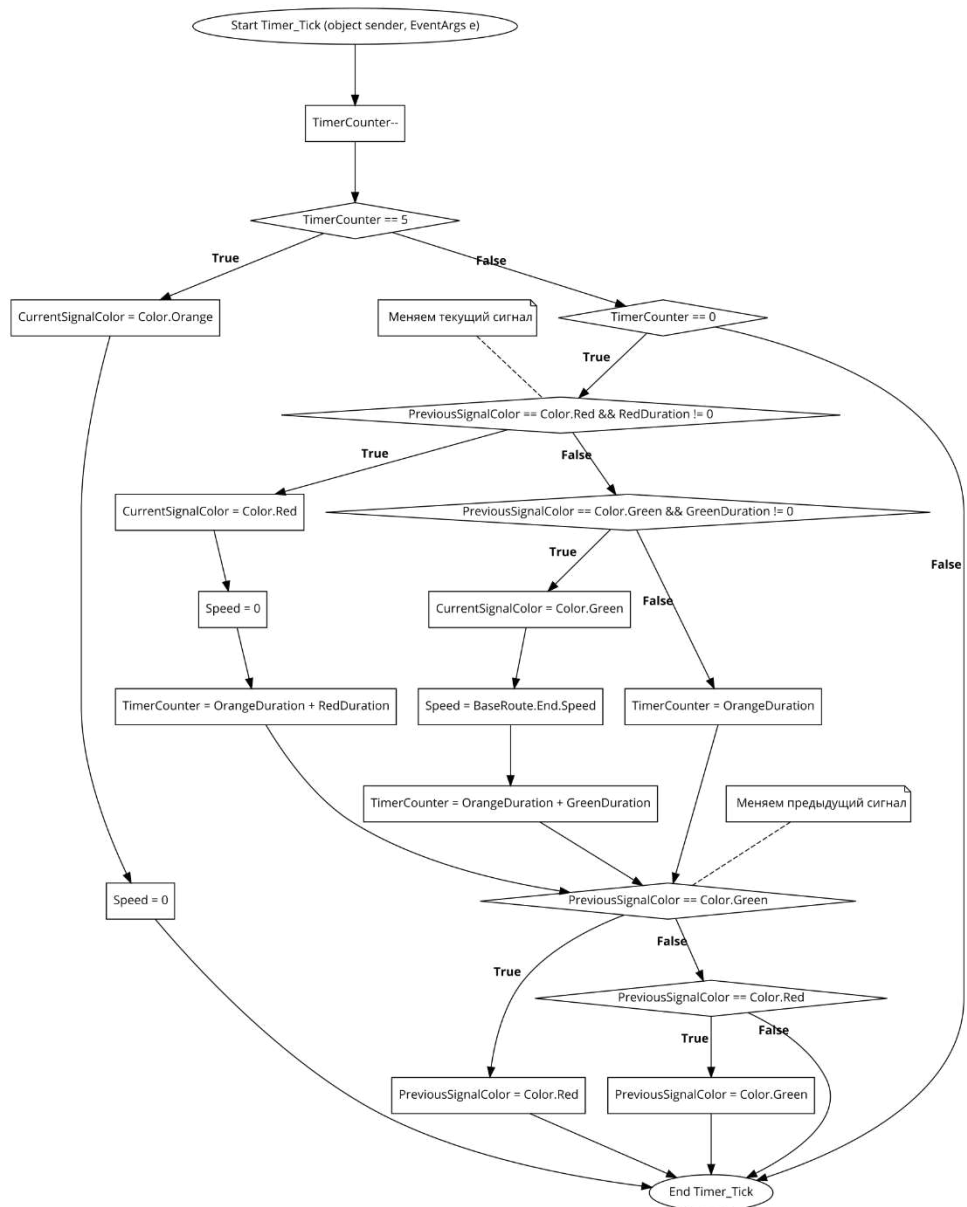 Start Timer_Tick (object sender, EventArgs e)
TimerCounter--
TimerCounter == 5
True
False
CurrentSignalColor = Color.Orange
Меняем текущий сигнал
TimerCounter == 0
True
PreviousSignalColor == Color.Red && RedDuration != 0
True
False
CurrentSignalColor = Color.Red
PreviousSignalColor == Color.Green && GreenDuration != 0
True
False
False
Speed = 0
CurrentSignalColor = Color.Green
TimerCounter = OrangeDuration + RedDuration
Speed = BaseRoute.End.Speed
TimerCounter = OrangeDuration
TimerCounter = OrangeDuration + GreenDuration
Меняем предыдущий сигнал
Speed = 0
PreviousSignalColor == Color.Green
True
False
PreviousSignalColor == Color.Red
True
False
PreviousSignalColor = Color.Red
PreviousSignalColor = Color.Green
End Timer_Tick